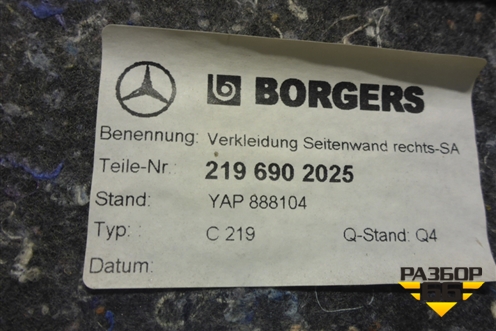 BORGERS
Benennung: Verkleidung Seitenwand rechts-SA
Teile-Nr.: 219 690 2025
Stand: YAP 888104
Typ: C 219 Q-Stand: Q4
Datum:
РАЗБОР